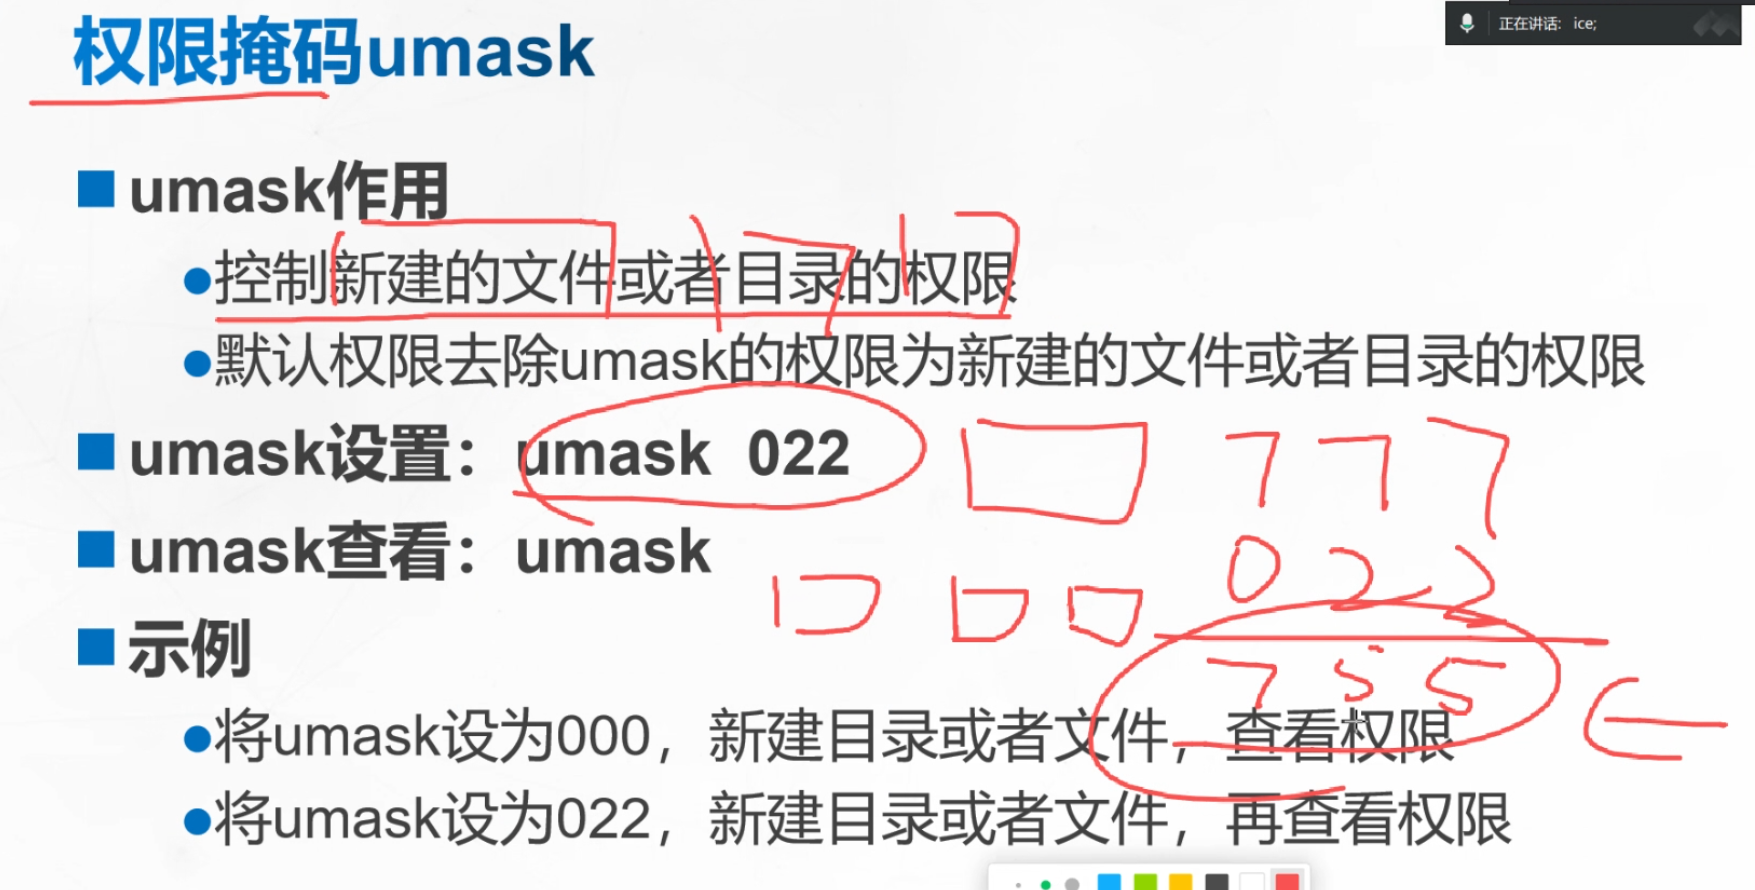 正在讲话: ice;
权限掩码umask
umask作用
控制新建的文件或者目录的权限
默认权限去除umask的权限为新建的文件或者目录的权限
umask设置：umask 022
777
umask查看：umask
022
示例
755
将umask设为000，新建目录或者文件，查看权限
将umask设为022，新建目录或者文件，再查看权限